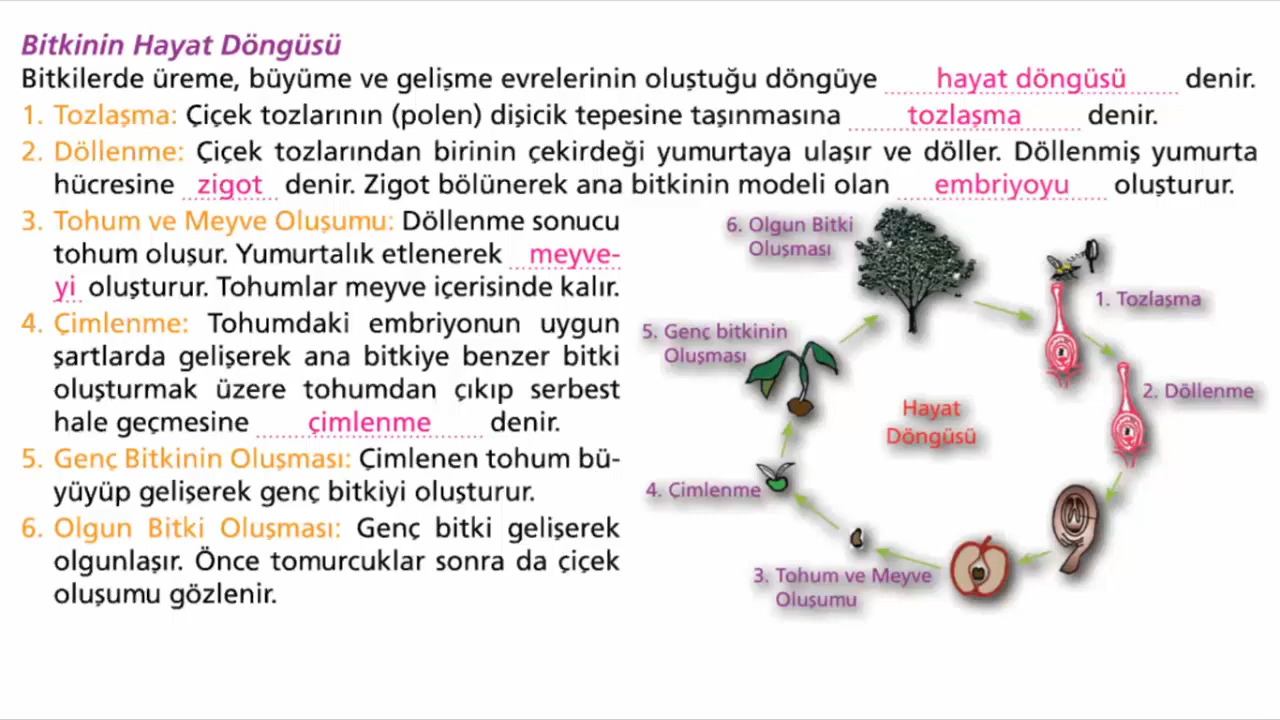 Bitkinin Hayat Döngüsü
Bitkilerde üreme, büyüme ve gelişme evrelerinin oluştuğu döngüye hayat döngüsü denir.
1. Tozlaşma: Çiçek tozlarının (polen) dişicik tepesine taşınmasına tozlaşma denir.
2. Döllenme: Çiçek tozlarından birinin çekirdeği yumurtaya ulaşır ve döller. Döllenmiş yumurta
hücresine zigot denir. Zigot bölünerek ana bitkinin modeli olan embriyoyu oluşturur.
3. Tohum ve Meyve Oluşumu: Döllenme sonucu
tohum oluşur. Yumurtalık etlenerek meyve-
yi oluşturur. Tohumlar meyve içerisinde kalır.
4. Çimlenme: Tohumdaki embriyonun uygun
şartlarda gelişerek ana bitkiye benzer bitki
oluşturmak üzere tohumdan çıkıp serbest
hale geçmesine çimlenme denir.
5. Genç Bitkinin Oluşması: Çimlenen tohum bü-
yüyüp gelişerek genç bitkiyi oluşturur.
6. Olgun Bitki Oluşması: Genç bitki gelişerek
olgunlaşır. Önce tomurcuklar sonra da çiçek
oluşumu gözlenir.
6. Olgun Bitki
Oluşması
1. Tozlaşma
5. Genç bitkinin
Oluşması
2. Döllenme
Hayat
Döngüsü
4. Çimlenme
3. Tohum ve Meyve
Oluşumu